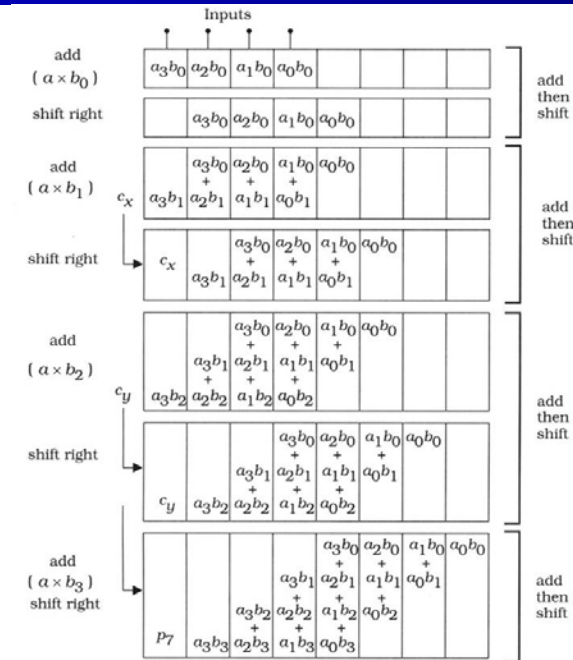 Inputs
add
( a × b₀ )
a₃b₀ a₂b₀ a₁b₀ a₀b₀
shift right
a₃b₀ a₂b₀ a₁b₀ a₀b₀
add
then
shift
add
( a × b₁ )
a₃b₀ a₂b₀ a₁b₀ a₀b₀
+ + +
cₓ a₃b₁ a₂b₁ a₁b₁ a₀b₁
shift right
a₃b₀ a₂b₀ a₁b₀ a₀b₀
cₓ + + +
a₃b₁ a₂b₁ a₁b₁ a₀b₁
add
then
shift
add
( a × b₂ )
a₃b₀ a₂b₀ a₁b₀ a₀b₀
+ + +
a₃b₁ a₂b₁ a₁b₁ a₀b₁
+ + +
c_y a₃b₂ a₂b₂ a₁b₂ a₀b₂
shift right
a₃b₀ a₂b₀ a₁b₀ a₀b₀
+ + +
a₃b₁ a₂b₁ a₁b₁ a₀b₁
+ + +
c_y a₃b₂ a₂b₂ a₁b₂ a₀b₂
add
then
shift
add
( a × b₃ )
shift right
a₃b₀ a₂b₀ a₁b₀ a₀b₀
+ + +
a₃b₁ a₂b₁ a₁b₁ a₀b₁
+ + +
a₃b₂ a₂b₂ a₁b₂ a₀b₂
+ + +
p₇ a₃b₃ a₂b₃ a₁b₃ a₀b₃
add
then
shift